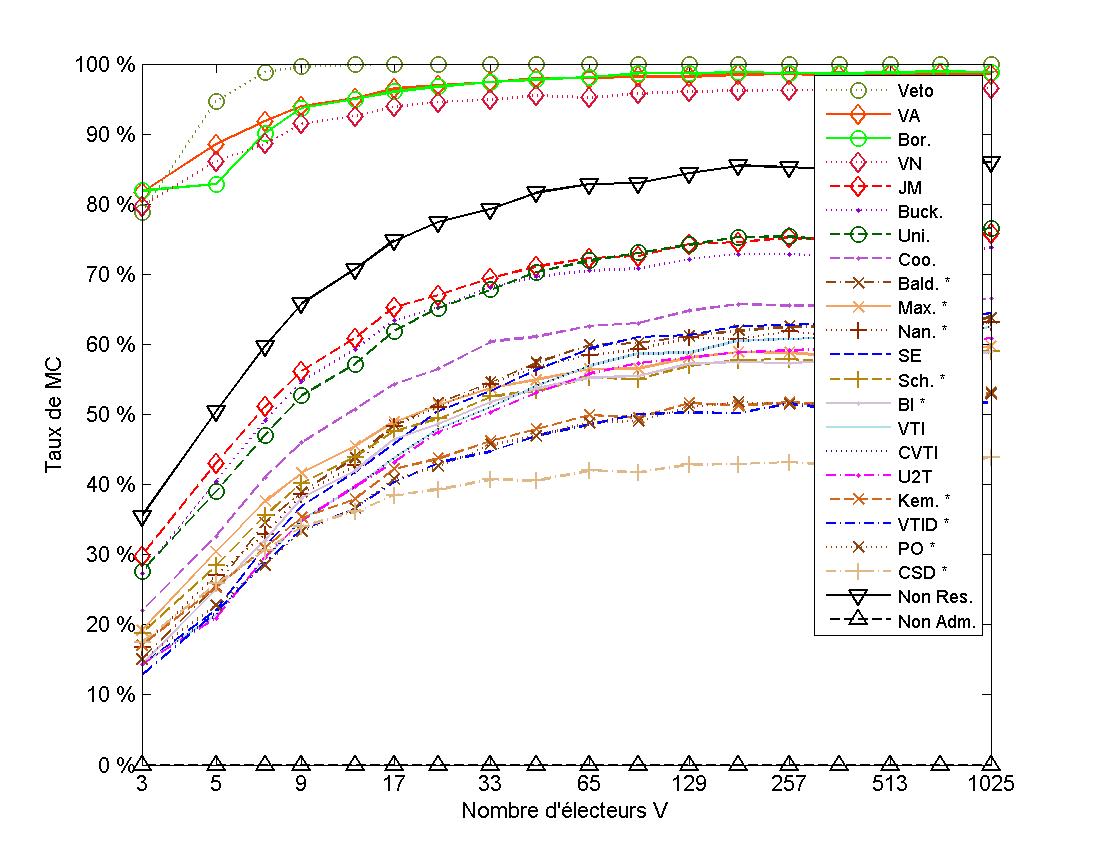 100 %
90 %
80 %
70 %
60 %
50 %
40 %
30 %
20 %
10 %
0 %
Taux de MC
3
5
9
17
33
65
129
257
513
1025
Nombre d'électeurs V
Veto
VA
Bor.
VN
JM
Buck.
Uni.
Coo.
Bald. *
Max. *
Nan. *
SE
Sch. *
BI *
VTI
CVTI
U2T
Kem. *
VTID *
PO *
CSD *
Non Res.
Non Adm.